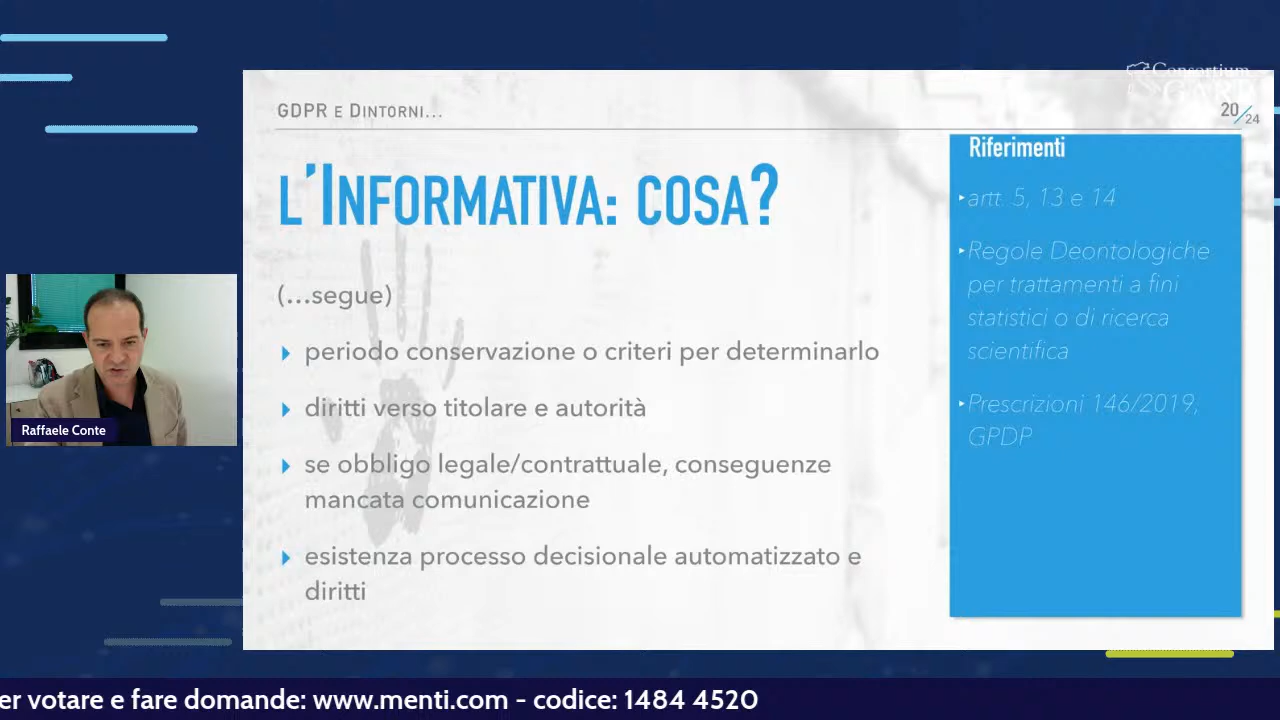 Consortium
GARR
GDPR E DINTORNI...
20/24
L'INFORMATIVA: COSA?
(...segue)
periodo conservazione o criteri per determinarlo
diritti verso titolare e autorità
se obbligo legale/contrattuale, conseguenze
mancata comunicazione
esistenza processo decisionale automatizzato e
diritti
Riferimenti
artt. 5, 13 e 14
Regole Deontologiche
per trattamenti a fini
statistici o di ricerca
scientifica
Prescrizioni 146/2019,
GPDP
Raffaele Conte
er votare e fare domande: www.menti.com - codice: 1484 4520